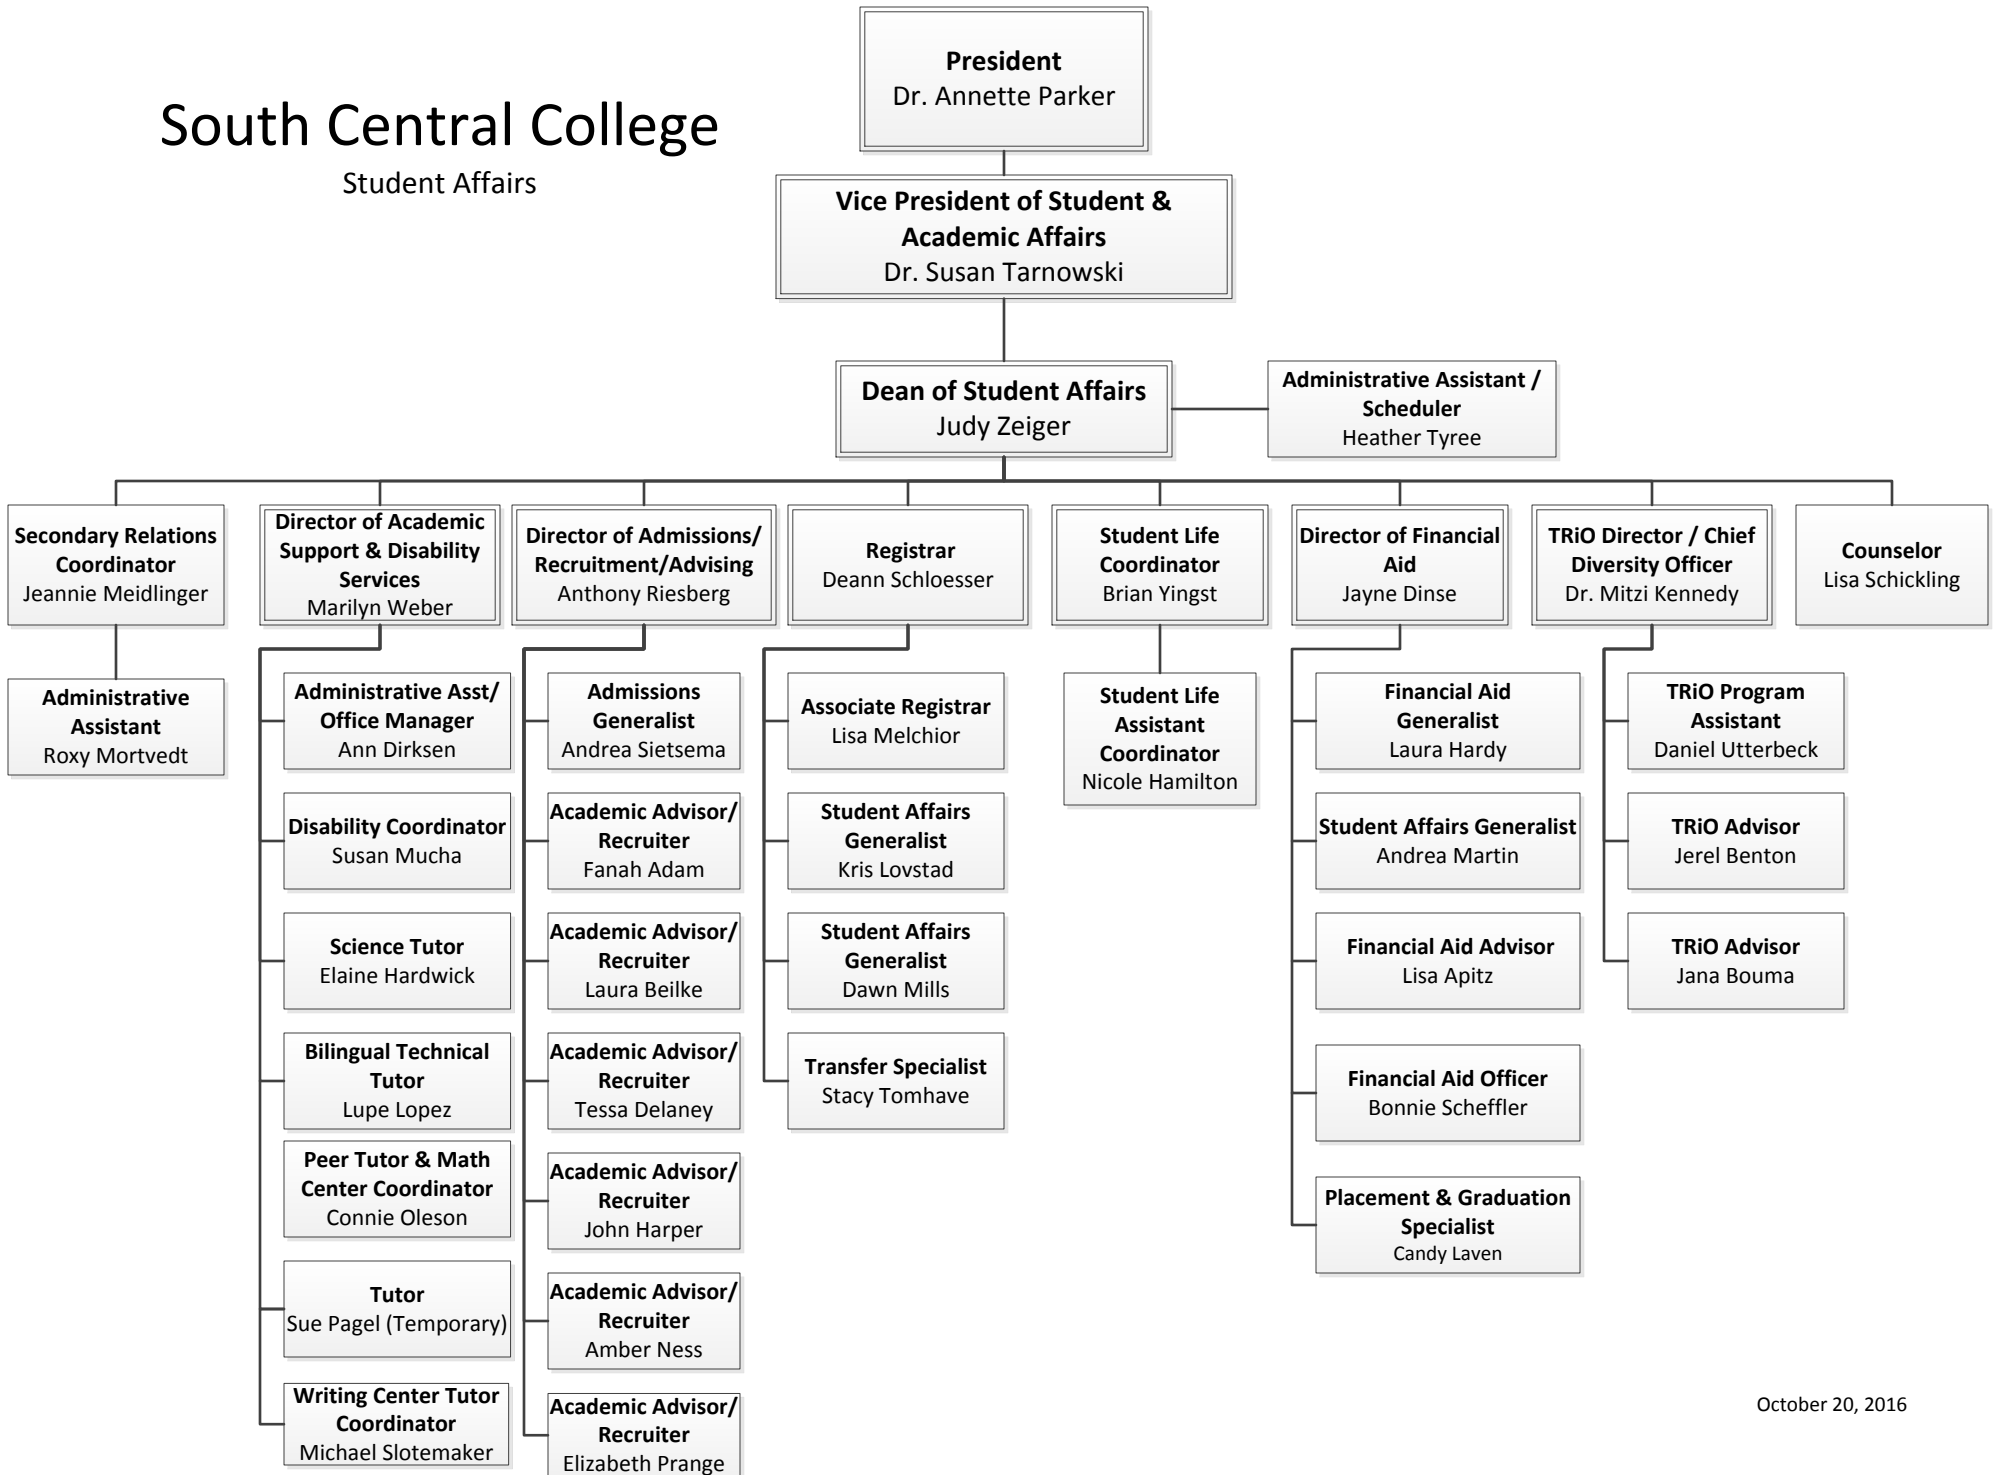 South Central College
Student Affairs
President
Dr. Annette Parker
Vice President of Student &
Academic Affairs
Dr. Susan Tarnowski
Dean of Student Affairs
Judy Zeiger
Administrative Assistant /
Scheduler
Heather Tyree
Secondary Relations
Coordinator
Jeannie Meidlinger
Administrative
Assistant
Roxy Mortvedt
Director of Academic
Support & Disability
Services
Marilyn Weber
Administrative Asst/
Office Manager
Ann Dirksen
Disability Coordinator
Susan Mucha
Science Tutor
Elaine Hardwick
Bilingual Technical
Tutor
Lupe Lopez
Peer Tutor & Math
Center Coordinator
Connie Oleson
Tutor
Sue Pagel (Temporary)
Writing Center Tutor
Coordinator
Michael Slotemaker
Director of Admissions/
Recruitment/Advising
Anthony Riesberg
Admissions
Generalist
Andrea Sietsema
Academic Advisor/
Recruiter
Fanah Adam
Academic Advisor/
Recruiter
Laura Beilke
Academic Advisor/
Recruiter
Tessa Delaney
Academic Advisor/
Recruiter
John Harper
Academic Advisor/
Recruiter
Amber Ness
Academic Advisor/
Recruiter
Elizabeth Prange
Registrar
Deann Schloesser
Associate Registrar
Lisa Melchior
Student Affairs
Generalist
Kris Lovstad
Student Affairs
Generalist
Dawn Mills
Transfer Specialist
Stacy Tomhave
Student Life
Coordinator
Brian Yingst
Student Life
Assistant
Coordinator
Nicole Hamilton
Director of Financial
Aid
Jayne Dinse
Financial Aid
Generalist
Laura Hardy
Student Affairs Generalist
Andrea Martin
Financial Aid Advisor
Lisa Apitz
Financial Aid Officer
Bonnie Scheffler
Placement & Graduation
Specialist
Candy Laven
TRiO Director / Chief
Diversity Officer
Dr. Mitzi Kennedy
TRiO Program
Assistant
Daniel Utterbeck
TRiO Advisor
Jerel Benton
TRiO Advisor
Jana Bouma
Counselor
Lisa Schickling
October 20, 2016